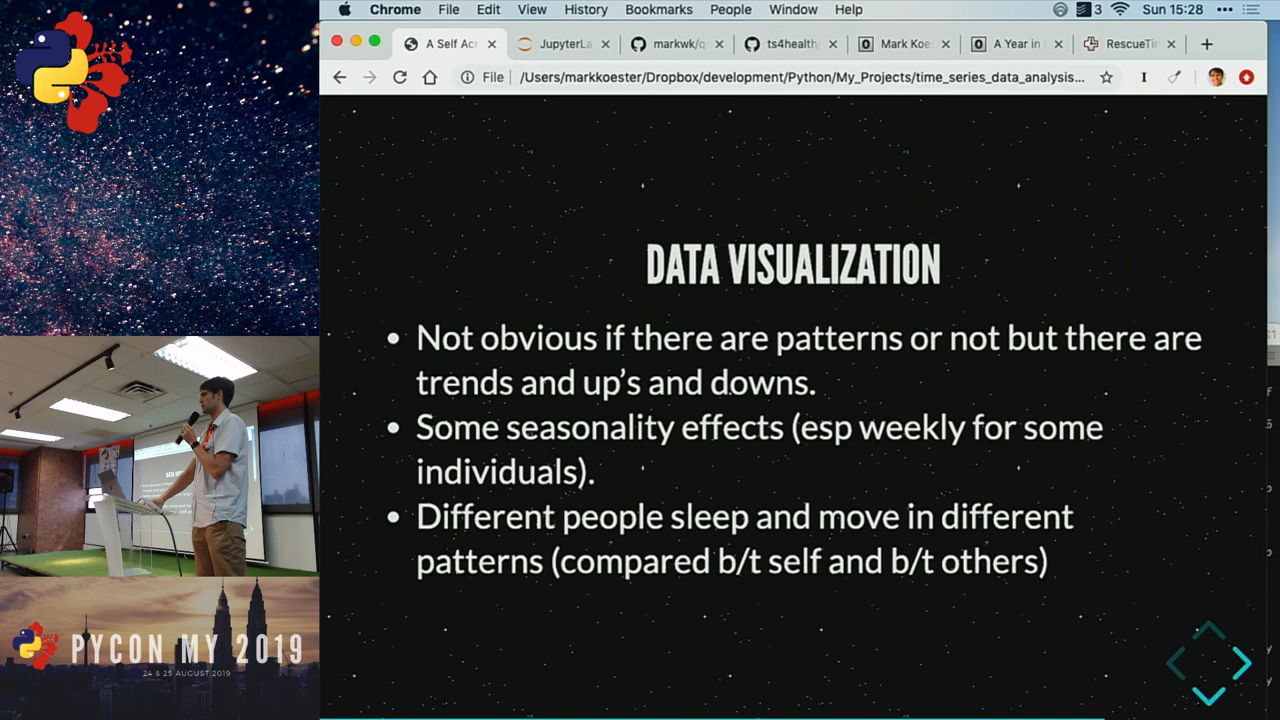 Chrome File Edit View History Bookmarks People Window Help 3 Sun 15:28
A Self Ac JupyterLa markwk/q ts4health/ Mark Koe A Year in RescueTi
File /Users/markkoester/Dropbox/development/Python/My_Projects/time_series_data_analysis...
DATA VISUALIZATION
• Not obvious if there are patterns or not but there are
trends and up’s and downs.
• Some seasonality effects (esp weekly for some
individuals).
• Different people sleep and move in different
patterns (compared b/t self and b/t others)
PYCON MY 2019
24 & 25 AUGUST 2019